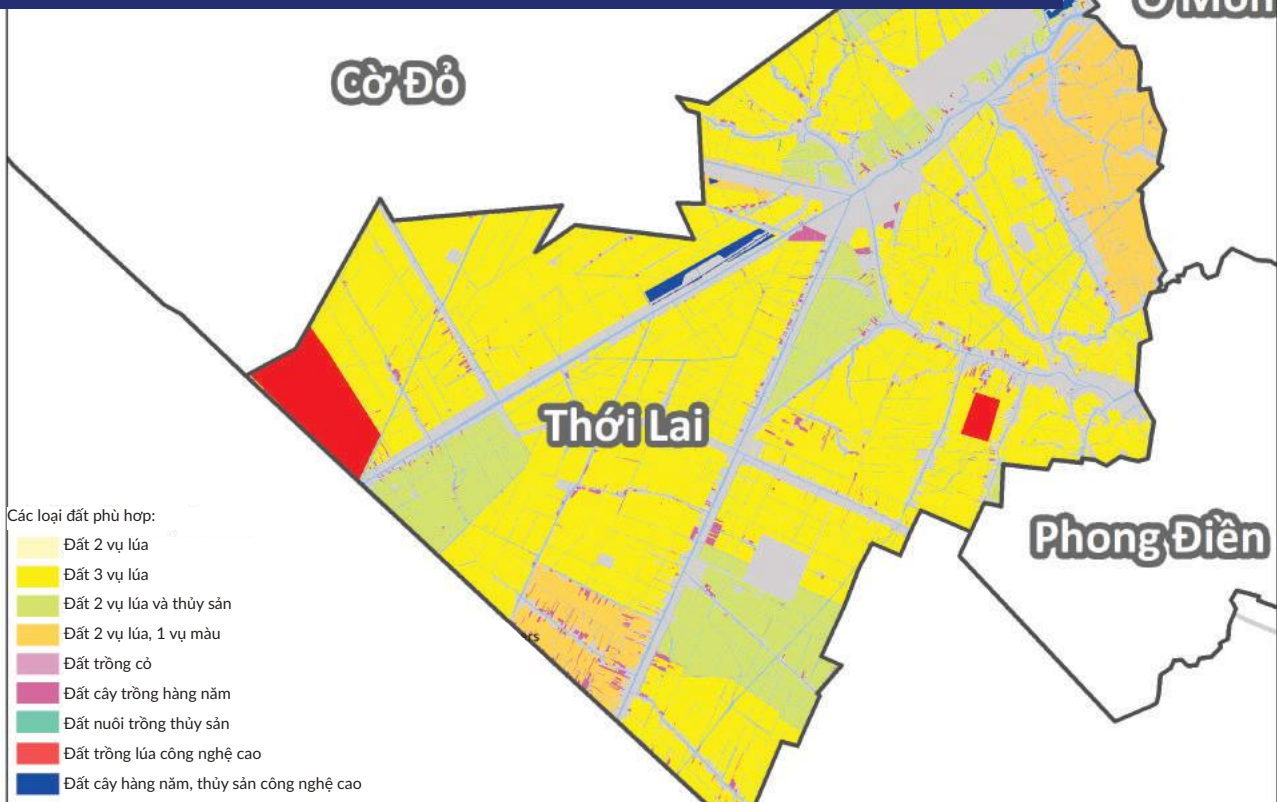 Cờ Đỏ
Thới Lai
Phong Điền
Các loại đất phù hợp:
Đất 2 vụ lúa
Đất 3 vụ lúa
Đất 2 vụ lúa và thủy sản
Đất 2 vụ lúa, 1 vụ màu
Đất trồng cỏ
Đất cây trồng hàng năm
Đất nuôi trồng thủy sản
Đất trồng lúa công nghệ cao
Đất cây hàng năm, thủy sản công nghệ cao